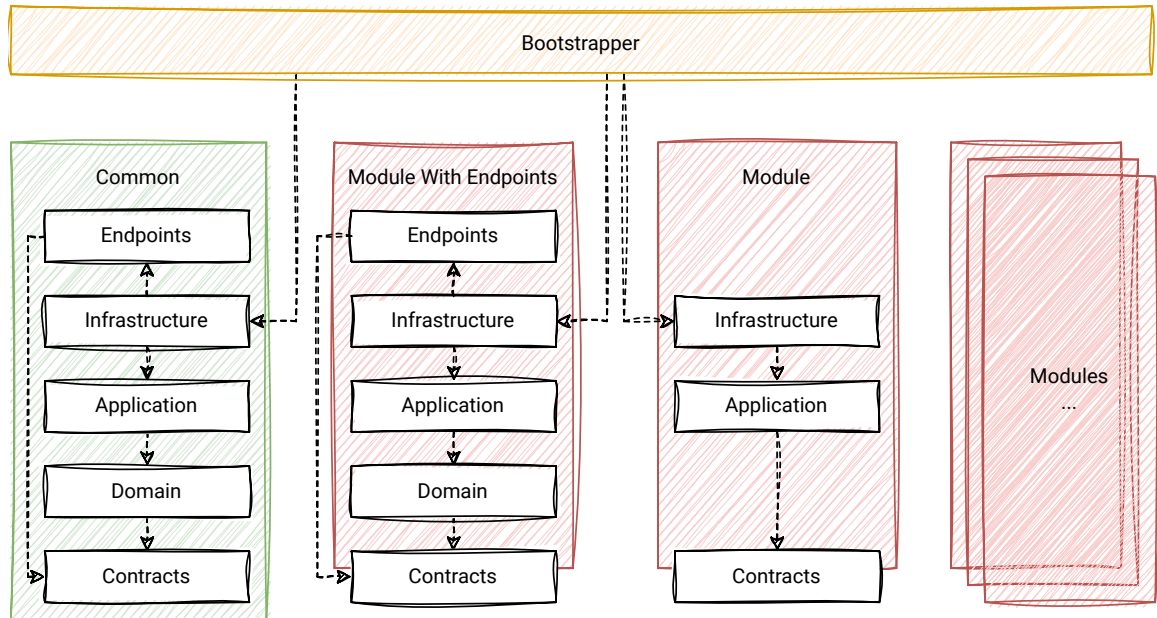 Bootstrapper
Common
Endpoints
Infrastructure
Application
Domain
Contracts
Module With Endpoints
Endpoints
Infrastructure
Application
Domain
Contracts
Module
Infrastructure
Application
Contracts
Modules
...